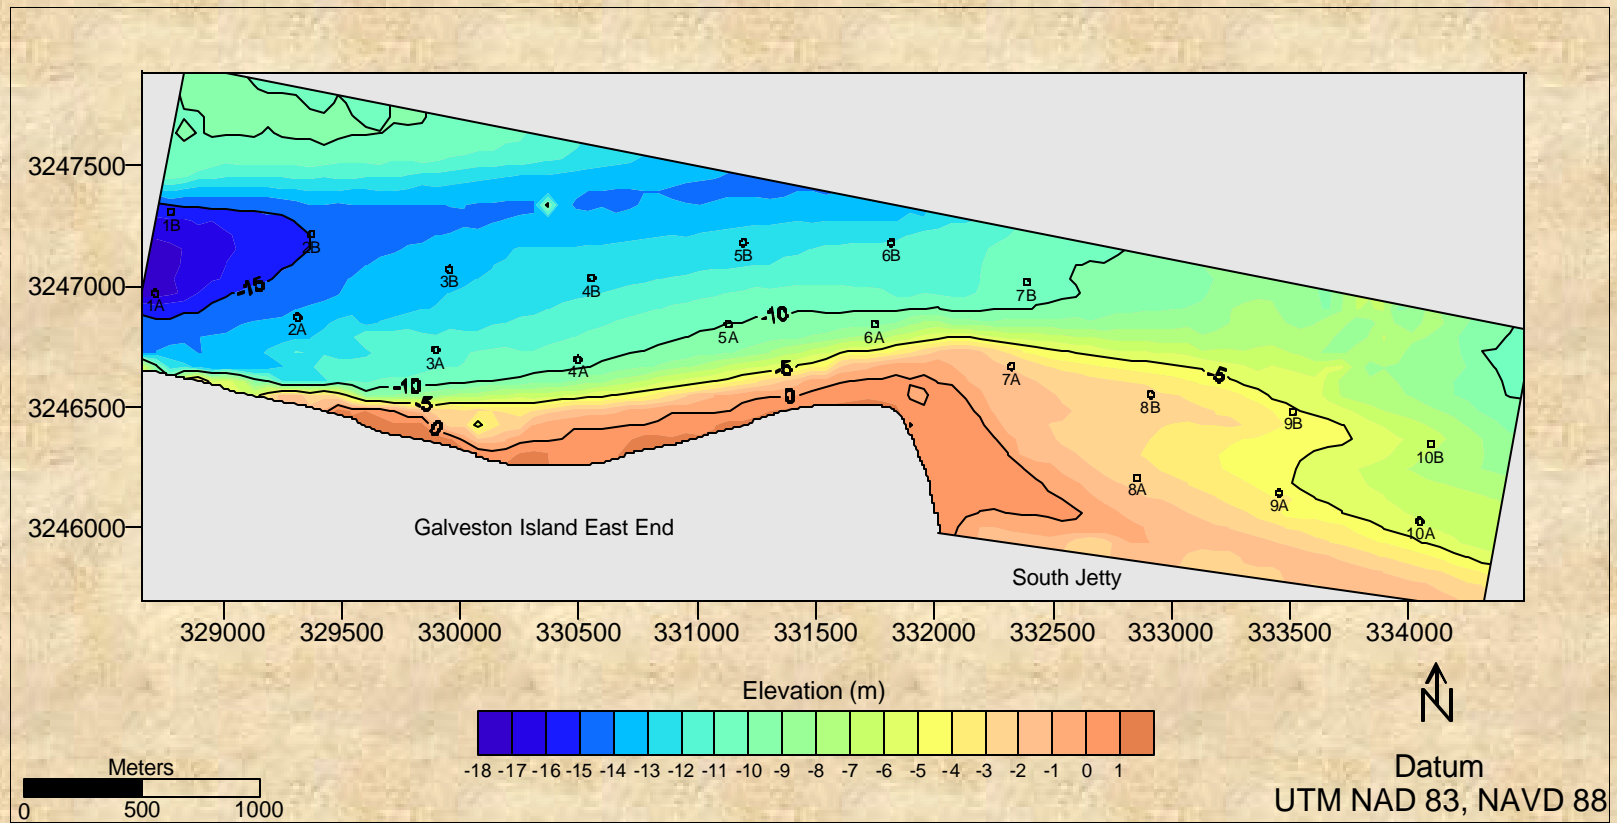 3247500
3247000
3246500
3246000
1B
2B
1A
-15
2A
3B
3A
4B
4A
5B
5A
6B
6A
7B
7A
8B
8A
9B
9A
10B
10A
-10
-10
-5
-5
-5
0
0
Galveston Island East End
South Jetty
329000 329500 330000 330500 331000 331500 332000 332500 333000 333500 334000
Elevation (m)
-18 -17 -16 -15 -14 -13 -12 -11 -10 -9 -8 -7 -6 -5 -4 -3 -2 -1 0 1
N
Meters
0 500 1000
Datum
UTM NAD 83, NAVD 88